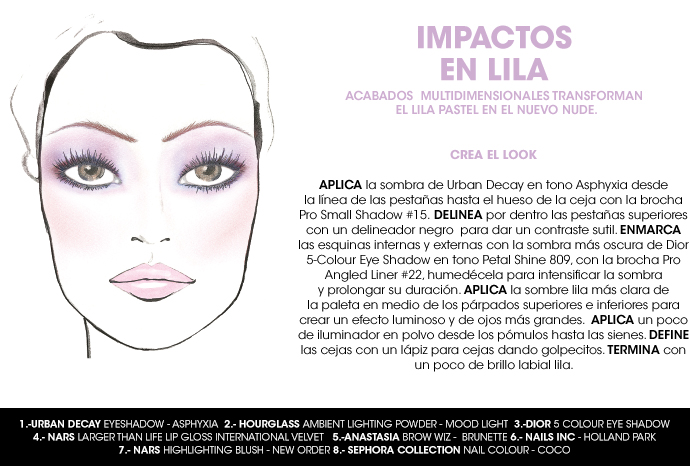 IMPACTOS
EN LILA
ACABADOS MULTIDIMENSIONALES TRANSFORMAN
EL LILA PASTEL EN EL NUEVO NUDE.
CREA EL LOOK
APLICA la sombra de Urban Decay en tono Asphyxia desde
la línea de las pestañas hasta el hueso de la ceja con la brocha
Pro Small Shadow #15. DELINEA por dentro las pestañas superiores
con un delineador negro para dar un contraste sutil. ENMARCA
las esquinas internas y externas con la sombra más oscura de Dior
5-Colour Eye Shadow en tono Petal Shine 809, con la brocha Pro
Angled Liner #22, humedécela para intensificar la sombra
y prolongar su duración. APLICA la sombre lila más clara de
la paleta en medio de los párpados superiores e inferiores para
crear un efecto luminoso y de ojos más grandes. APLICA un poco
de iluminador en polvo desde los pómulos hasta las sienes. DEFINE
las cejas con un lápiz para cejas dando golpecitos. TERMINA con
un poco de brillo labial lila.
1.-URBAN DECAY EYESHADOW - ASPHYXIA 2.- HOURGLASS AMBIENT LIGHTING POWDER - MOOD LIGHT 3.-DIOR 5 COLOUR EYE SHADOW
4.- NARS LARGER THAN LIFE LIP GLOSS INTERNATIONAL VELVET 5.-ANASTASIA BROW WIZ - BRUNETTE 6.- NAILS INC - HOLLAND PARK
7.- NARS HIGHLIGHTING BLUSH - NEW ORDER 8.- SEPHORA COLLECTION NAIL COLOUR - COCO